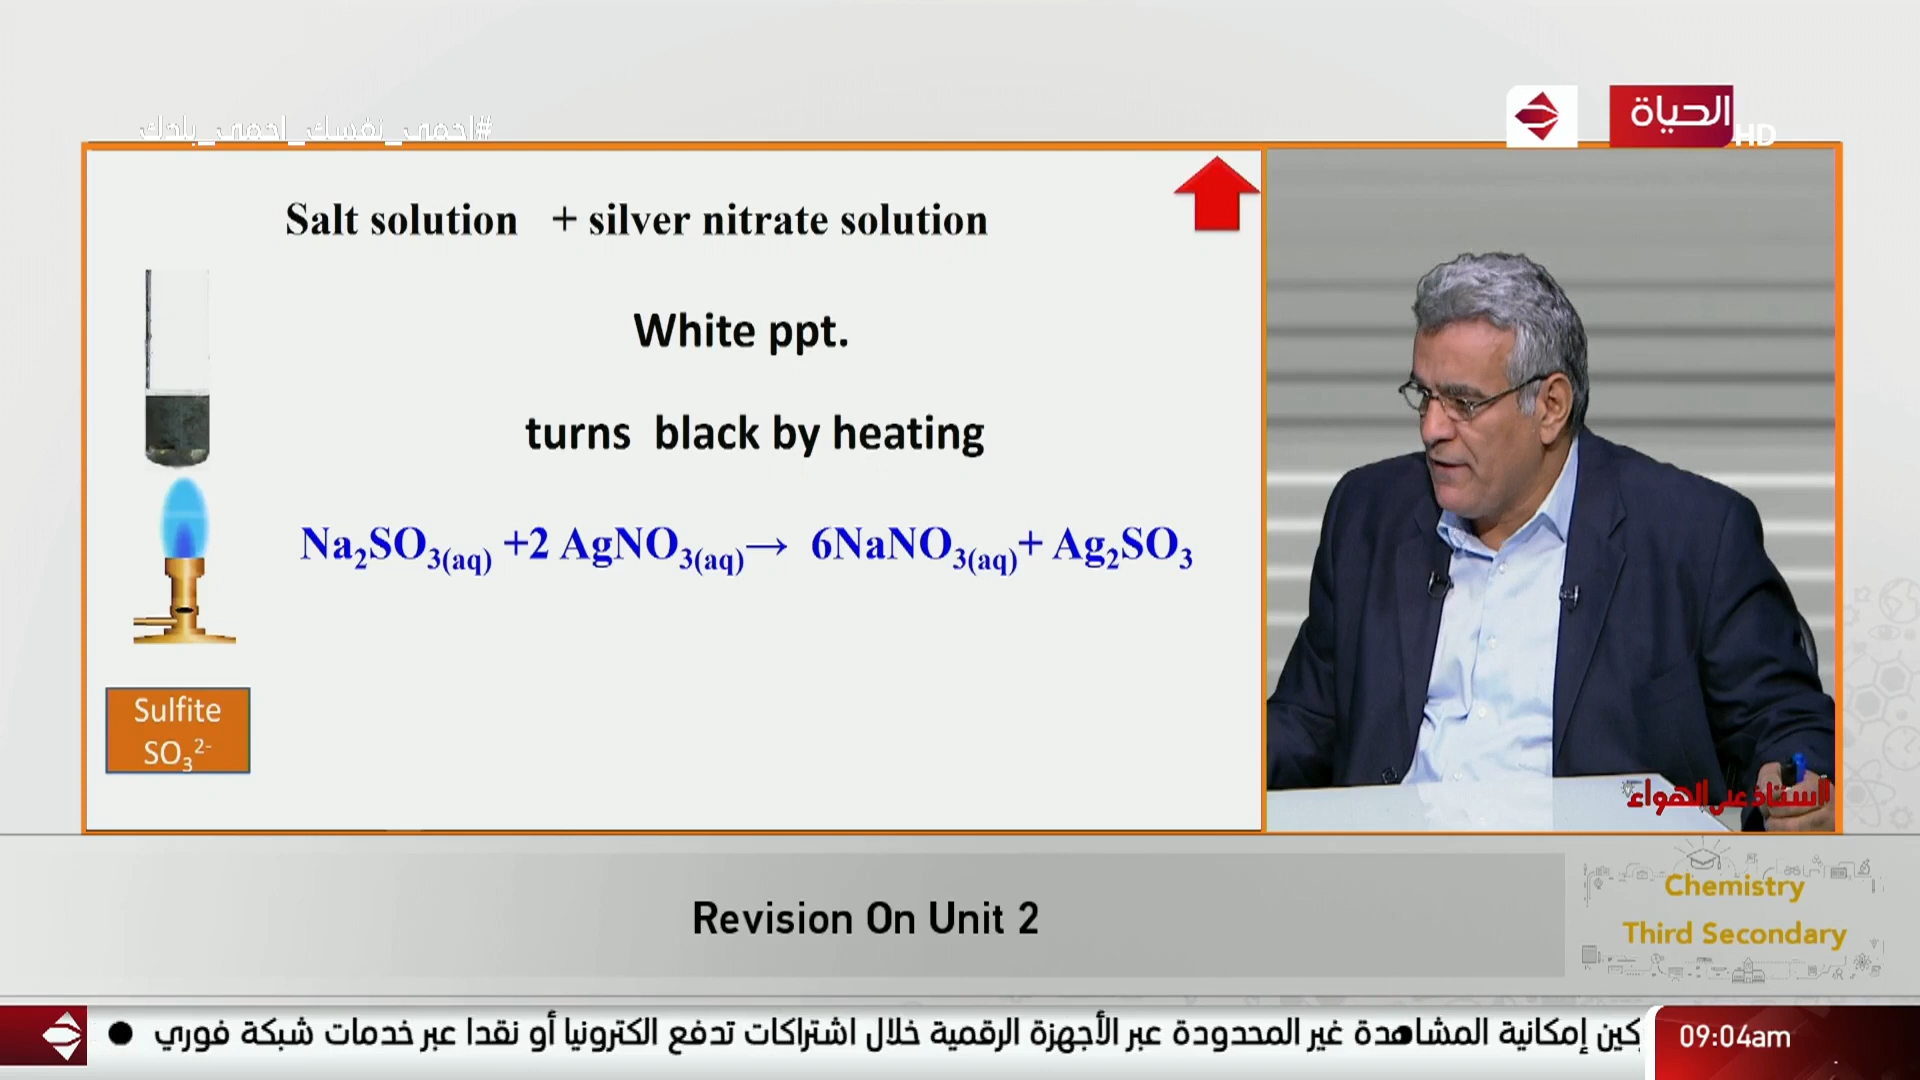 #احمي_نفسك_احمي_بلدك
الحياة
HD
Salt solution + silver nitrate solution
White ppt.
turns black by heating
Na₂SO₃(aq) +2 AgNO₃(aq)→ 6NaNO₃(aq)+ Ag₂SO₃
Sulfite
SO₃²⁻
أستاذ على الهواء
Revision On Unit 2
Chemistry
Third Secondary
كين إمكانية المشاهدة غير المحدودة عبر الأجهزة الرقمية خلال اشتراكات تدفع الكترونيا أو نقدا عبر خدمات شبكة فوري ●
09:04am